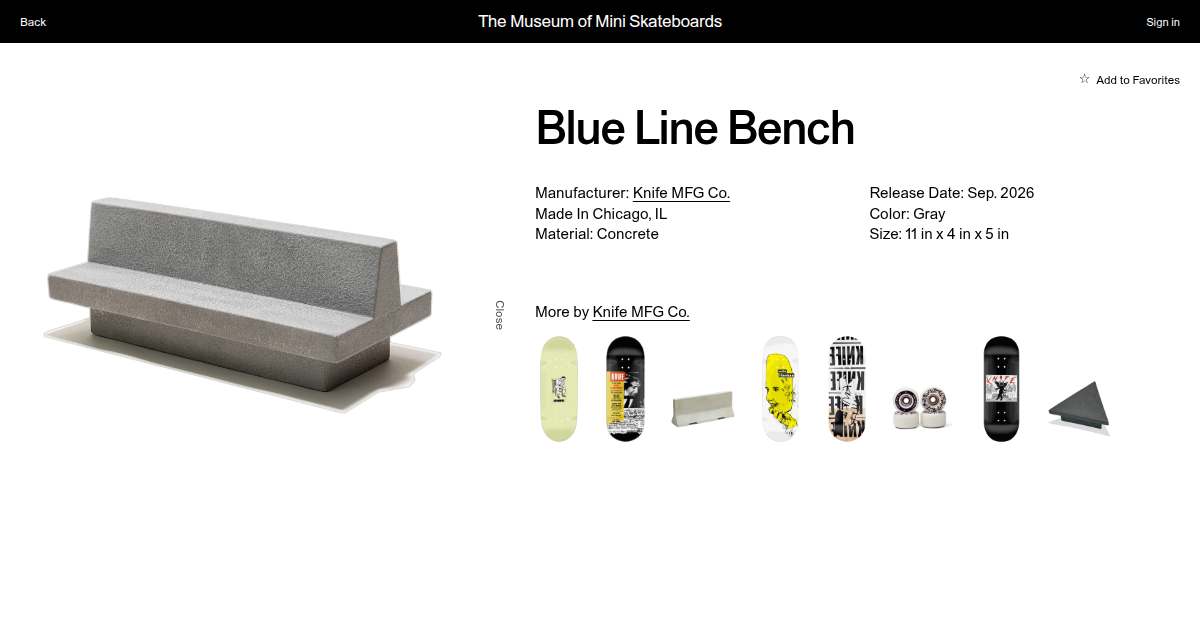 Back
The Museum of Mini Skateboards
Sign in
☆ Add to Favorites
Blue Line Bench
Manufacturer: Knife MFG Co.
Made In Chicago, IL
Material: Concrete
Release Date: Sep. 2026
Color: Gray
Size: 11 in x 4 in x 5 in
Close
More by Knife MFG Co.
KNIFE